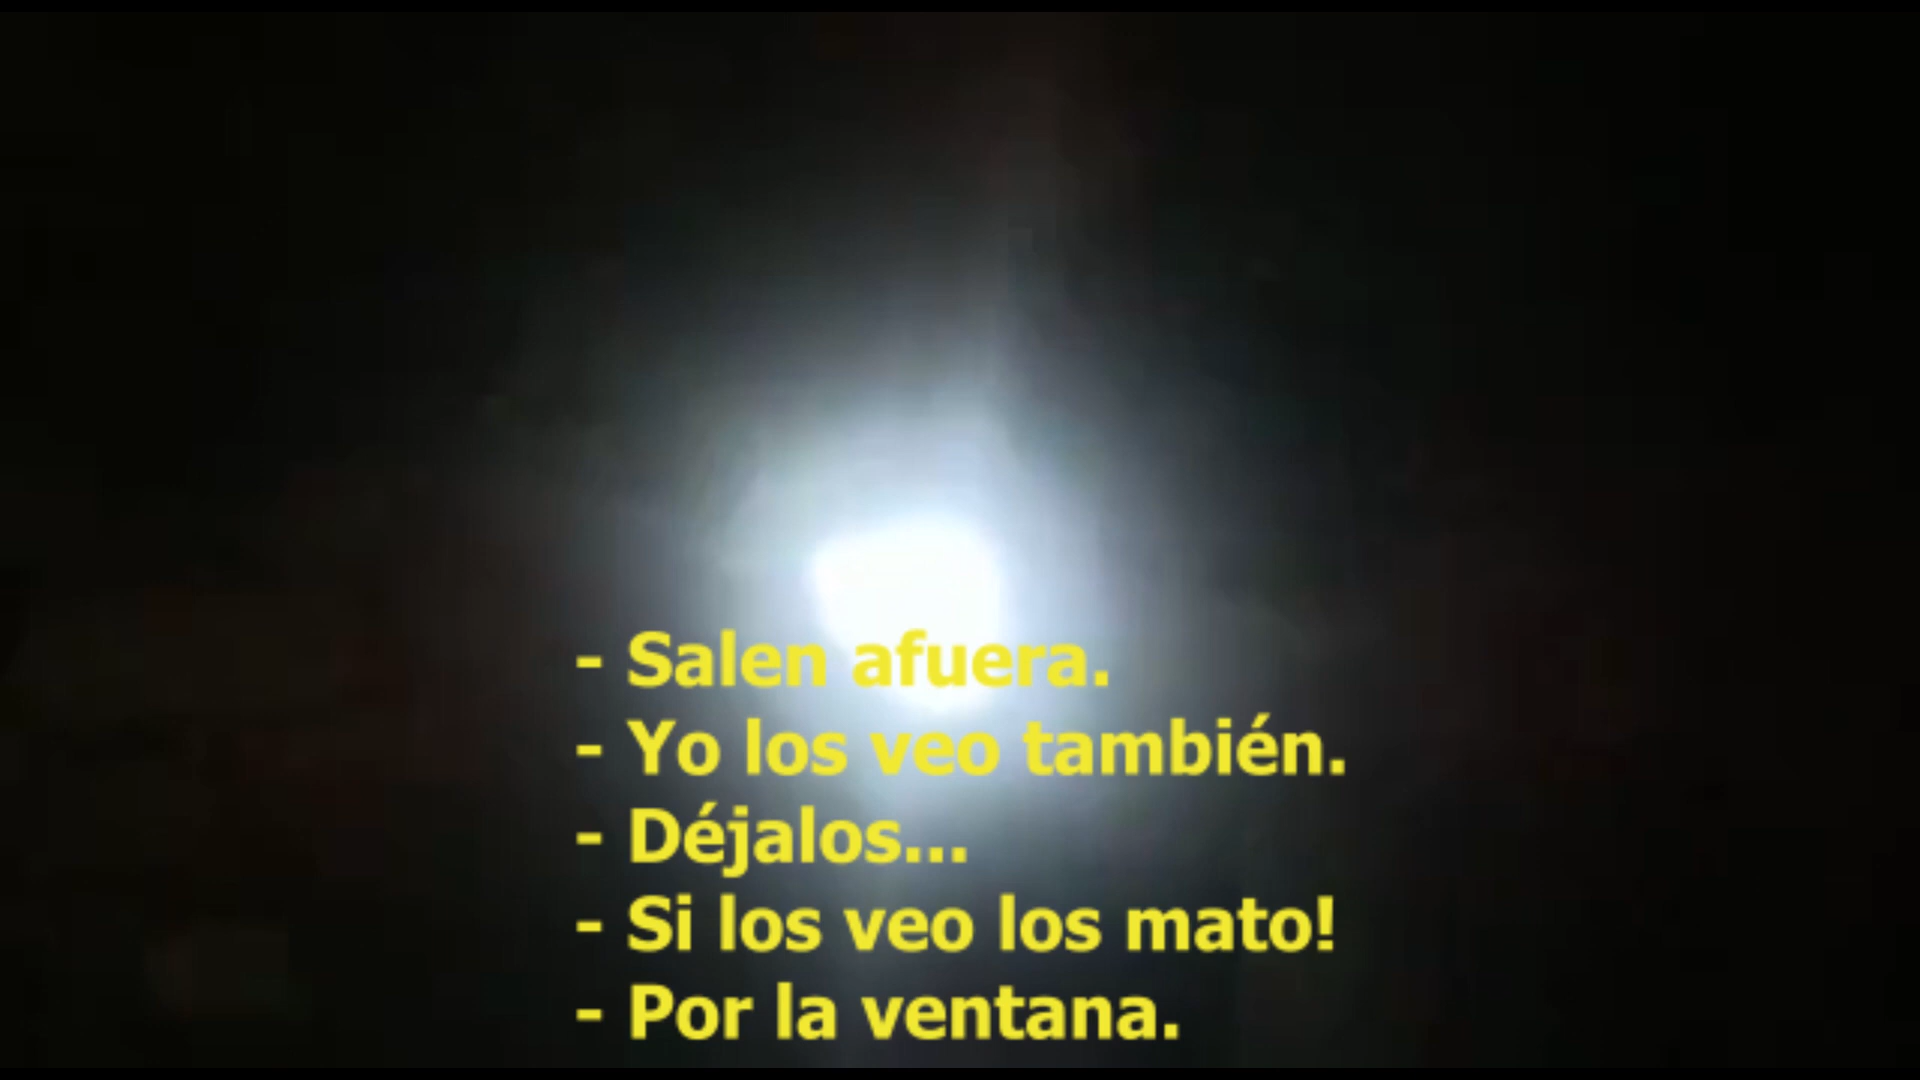 - Salen afuera.
- Yo los veo también.
- Déjalos...
- Si los veo los mato!
- Por la ventana.